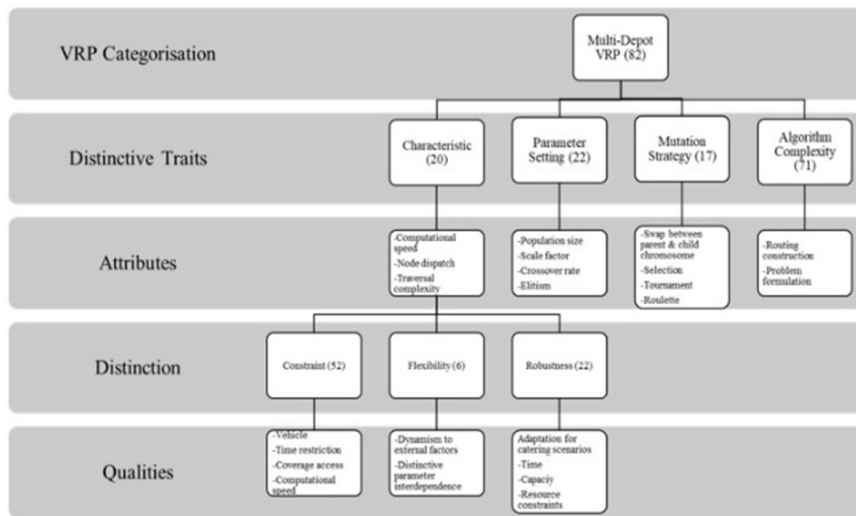 VRP Categorisation
Multi-Depot
VRP (82)
Distinctive Traits
Characteristic
(20)
Parameter
Setting (22)
Mutation
Strategy (17)
Algorithm
Complexity
(71)
Attributes
-Computational
speed
-Node dispatch
-Traversal
complexity
-Population size
-Scale factor
-Crossover rate
-Elitism
-Swap between
parent & child
chromosome
-Selection
-Tournament
-Roulette
-Routing
construction
-Problem
formulation
Distinction
Constraint (52)
Flexibility (6)
Robustness (22)
Qualities
-Vehicle
-Time restriction
-Coverage access
-Computational
speed
-Dynamism to
external factors
-Distinctive
parameter
interdependence
Adaptation for
catering scenarios
-Time
-Capaciy
-Resource
constraints